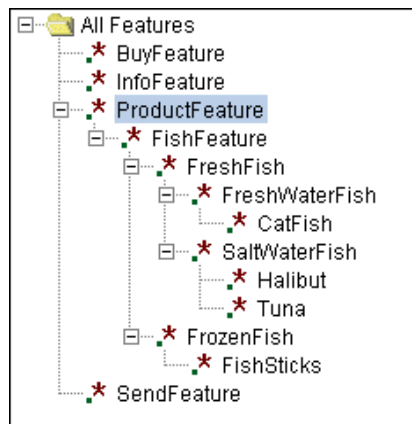 All Features
BuyFeature
InfoFeature
ProductFeature
FishFeature
FreshFish
FreshWaterFish
CatFish
SaltWaterFish
Halibut
Tuna
FrozenFish
FishSticks
SendFeature